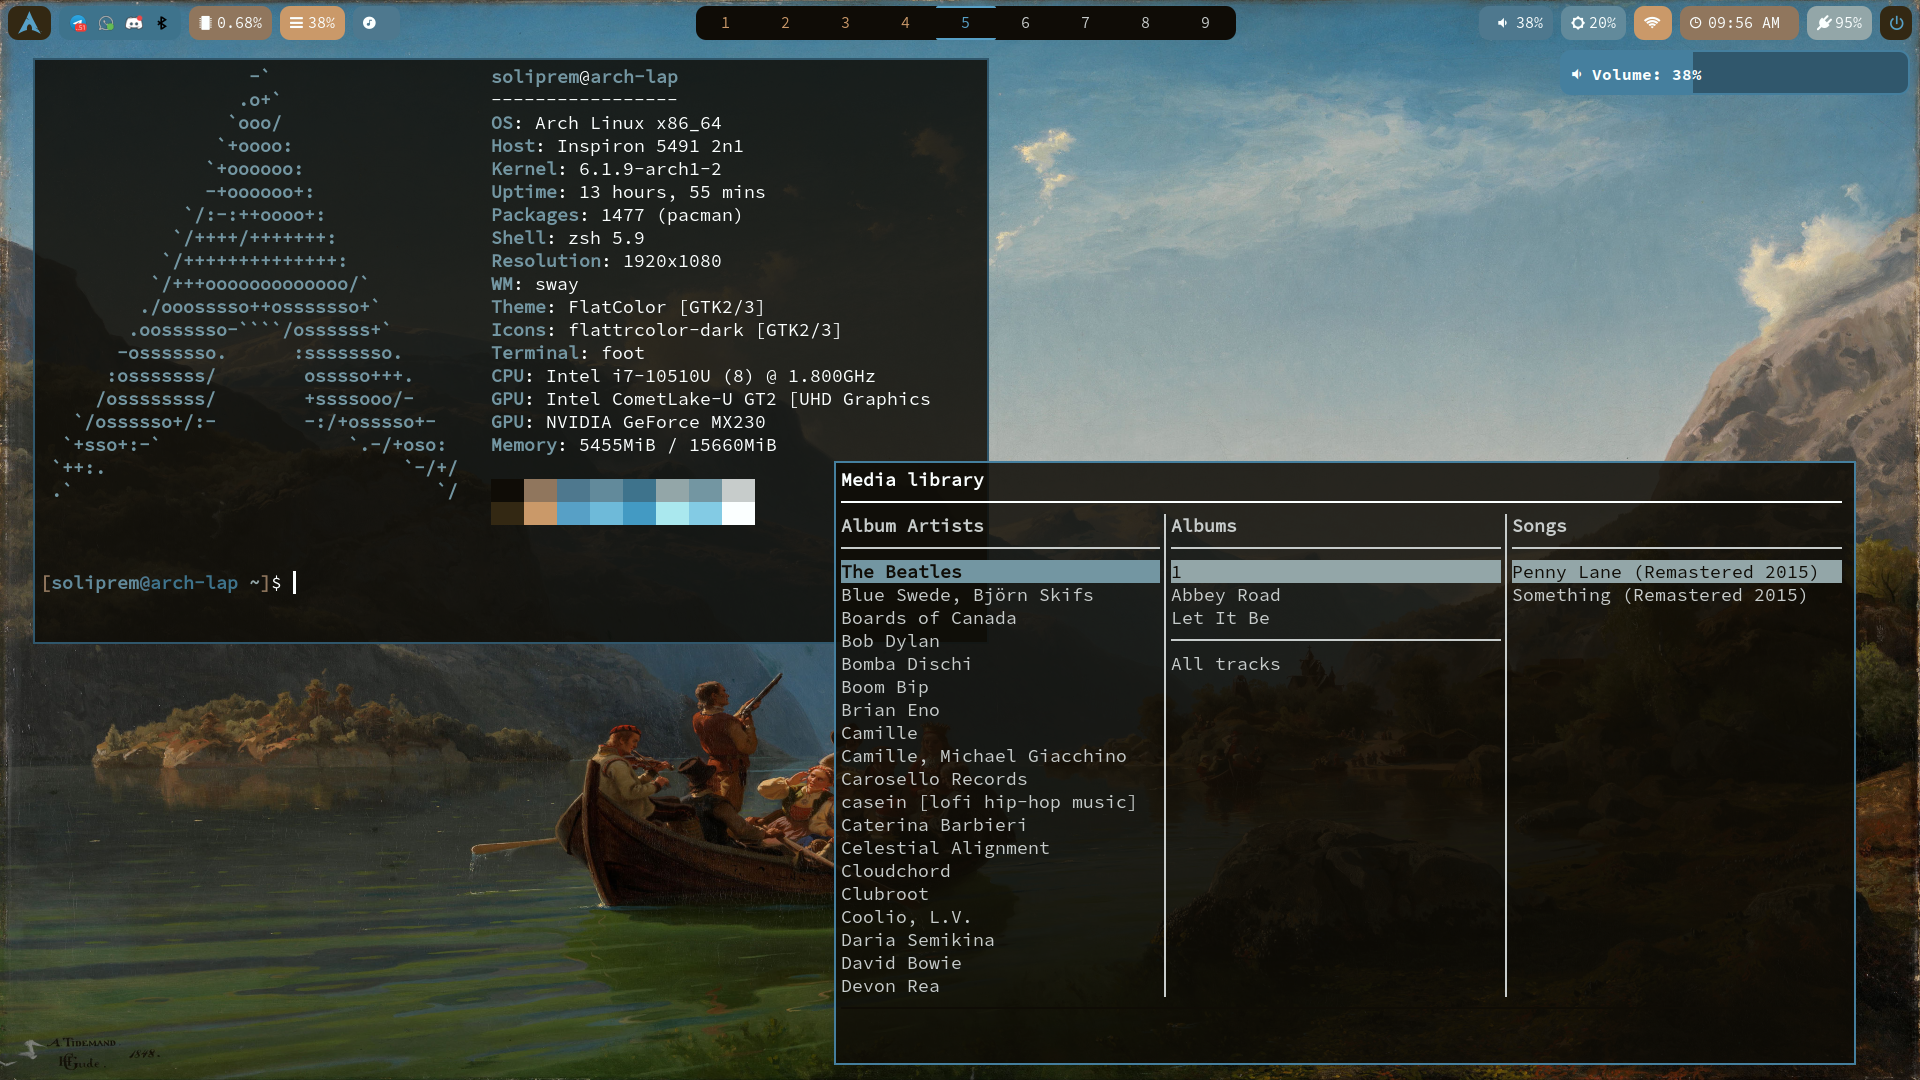 0.68%
38%
1 2 3 4 5 6 7 8 9
38%
20%
09:56 AM
95%
Volume: 38%
-`
.o+`
`ooo/
`+oooo:
`+oooooo:
-+oooooo+:
`/:-:++oooo+:
`/++++/+++++++:
`/++++++++++++++:
`/+++ooooooooooooo/`
./ooosssso++osssssso+`
.oossssso-````/ossssss+`
-osssssso. :ssssssso.
:osssssss/ osssso+++.
/ossssssss/ +ssssooo/-
`/ossssso+/:- -:/+osssso+-
`+sso+:-` `.-/+oso:
`++:. `-/+/
.` `/
soliprem@arch-lap
-----------------
OS: Arch Linux x86_64
Host: Inspiron 5491 2n1
Kernel: 6.1.9-arch1-2
Uptime: 13 hours, 55 mins
Packages: 1477 (pacman)
Shell: zsh 5.9
Resolution: 1920x1080
WM: sway
Theme: FlatColor [GTK2/3]
Icons: flattrcolor-dark [GTK2/3]
Terminal: foot
CPU: Intel i7-10510U (8) @ 1.800GHz
GPU: Intel CometLake-U GT2 [UHD Graphics
GPU: NVIDIA GeForce MX230
Memory: 5455MiB / 15660MiB
[soliprem@arch-lap ~]$
Media library
Album Artists
The Beatles
Blue Swede, Björn Skifs
Boards of Canada
Bob Dylan
Bomba Dischi
Boom Bip
Brian Eno
Camille
Camille, Michael Giacchino
Carosello Records
casein [lofi hip-hop music]
Caterina Barbieri
Celestial Alignment
Cloudchord
Clubroot
Coolio, L.V.
Daria Semikina
David Bowie
Devon Rea
Albums
1
Abbey Road
Let It Be
All tracks
Songs
Penny Lane (Remastered 2015)
Something (Remastered 2015)
A Tidemand
HGude.
1848.